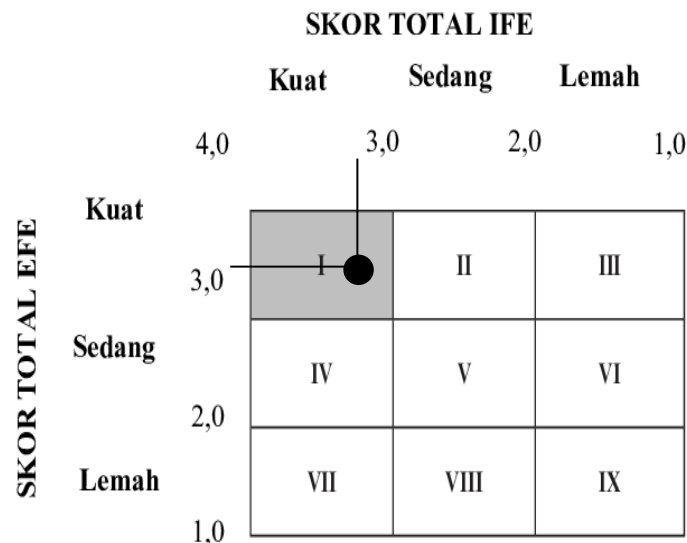 SKOR TOTAL IFE
Kuat Sedang Lemah
4,0 3,0 2,0 1,0
Kuat
I II III
3,0
SKOR TOTAL EFE
Sedang
IV V VI
2,0
Lemah
VII VIII IX
1,0